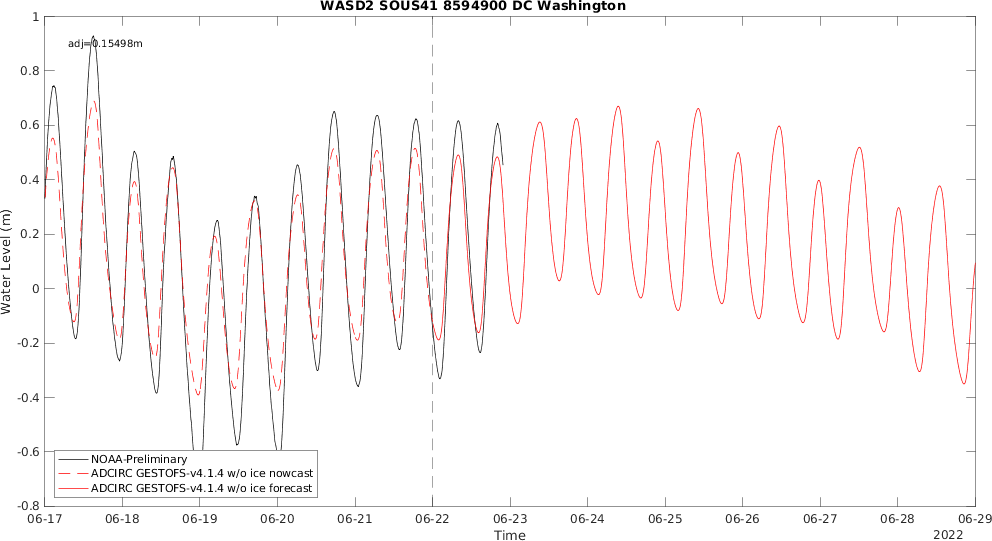 WASD2 SOUS41 8594900 DC Washington
adj=0.15498m
Water Level (m)
1
0.8
0.6
0.4
0.2
0
-0.2
-0.4
-0.6
-0.8
NOAA-Preliminary
ADCIRC GESTOFS-v4.1.4 w/o ice nowcast
ADCIRC GESTOFS-v4.1.4 w/o ice forecast
06-17 06-18 06-19 06-20 06-21 06-22 06-23 06-24 06-25 06-26 06-27 06-28 06-29
Time
2022